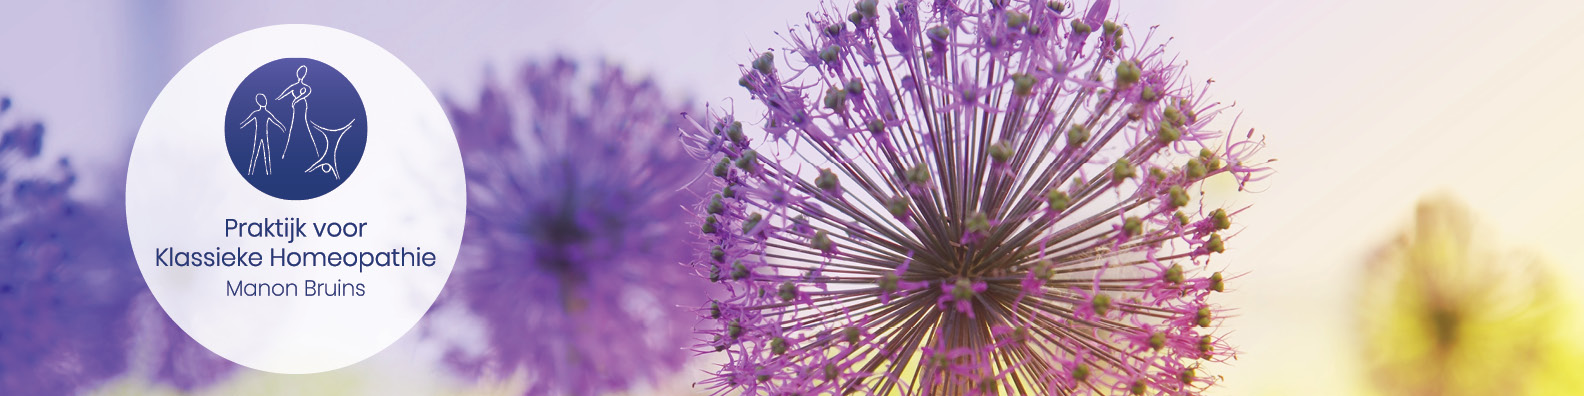 Praktijk voor
Klassieke Homeopathie
Manon Bruins